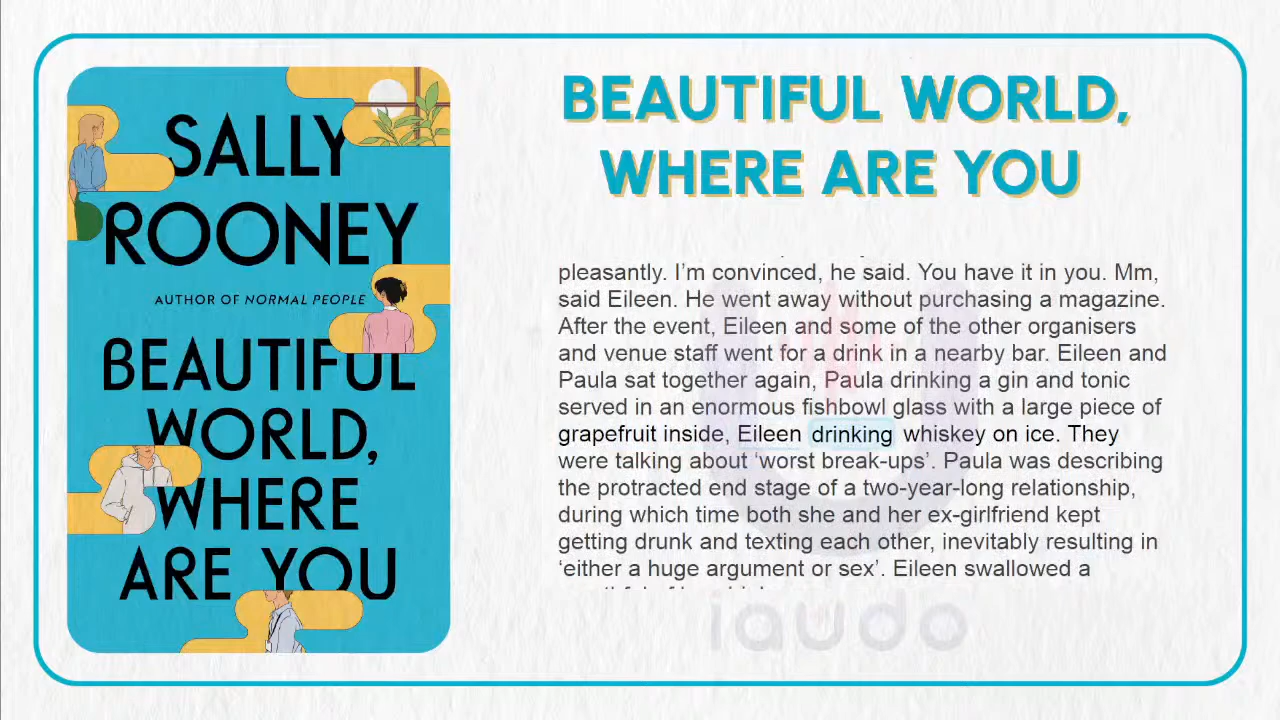 SALLY
ROONEY
AUTHOR OF NORMAL PEOPLE
BEAUTIFUL
WORLD,
WHERE
ARE YOU
BEAUTIFUL WORLD,
WHERE ARE YOU
pleasantly. I’m convinced, he said. You have it in you. Mm,
said Eileen. He went away without purchasing a magazine.
After the event, Eileen and some of the other organisers
and venue staff went for a drink in a nearby bar. Eileen and
Paula sat together again, Paula drinking a gin and tonic
served in an enormous fishbowl glass with a large piece of
grapefruit inside, Eileen drinking whiskey on ice. They
were talking about ‘worst break-ups’. Paula was describing
the protracted end stage of a two-year-long relationship,
during which time both she and her ex-girlfriend kept
getting drunk and texting each other, inevitably resulting in
‘either a huge argument or sex’. Eileen swallowed a
iaudo